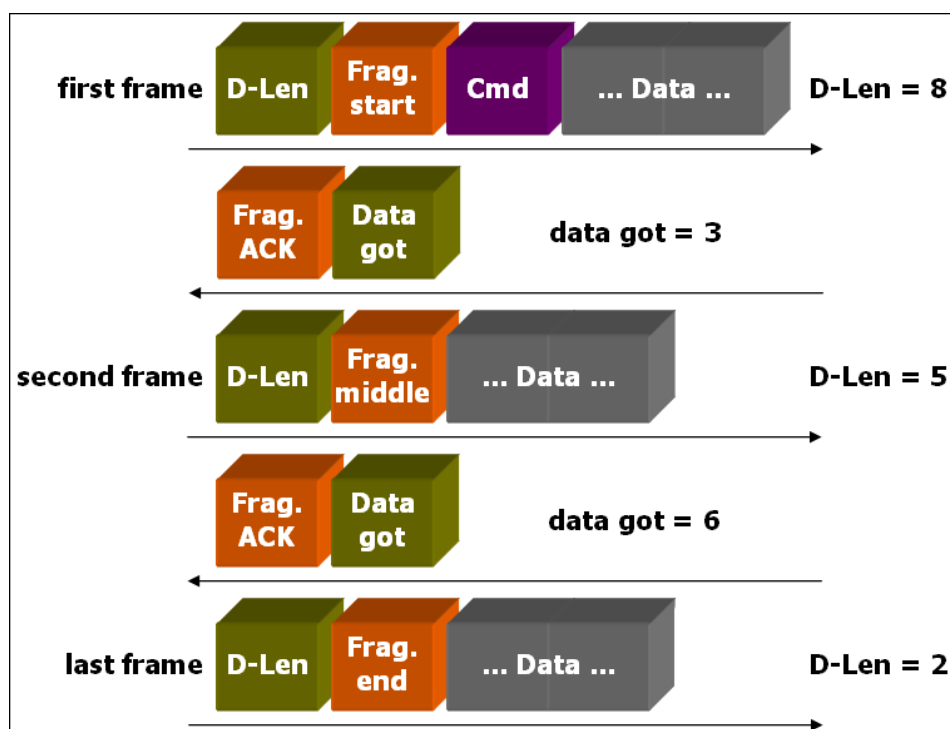 first frame D-Len Frag. start Cmd ... Data ... D-Len = 8
Frag. ACK Data got data got = 3
second frame D-Len Frag. middle ... Data ... D-Len = 5
Frag. ACK Data got data got = 6
last frame D-Len Frag. end ... Data ... D-Len = 2